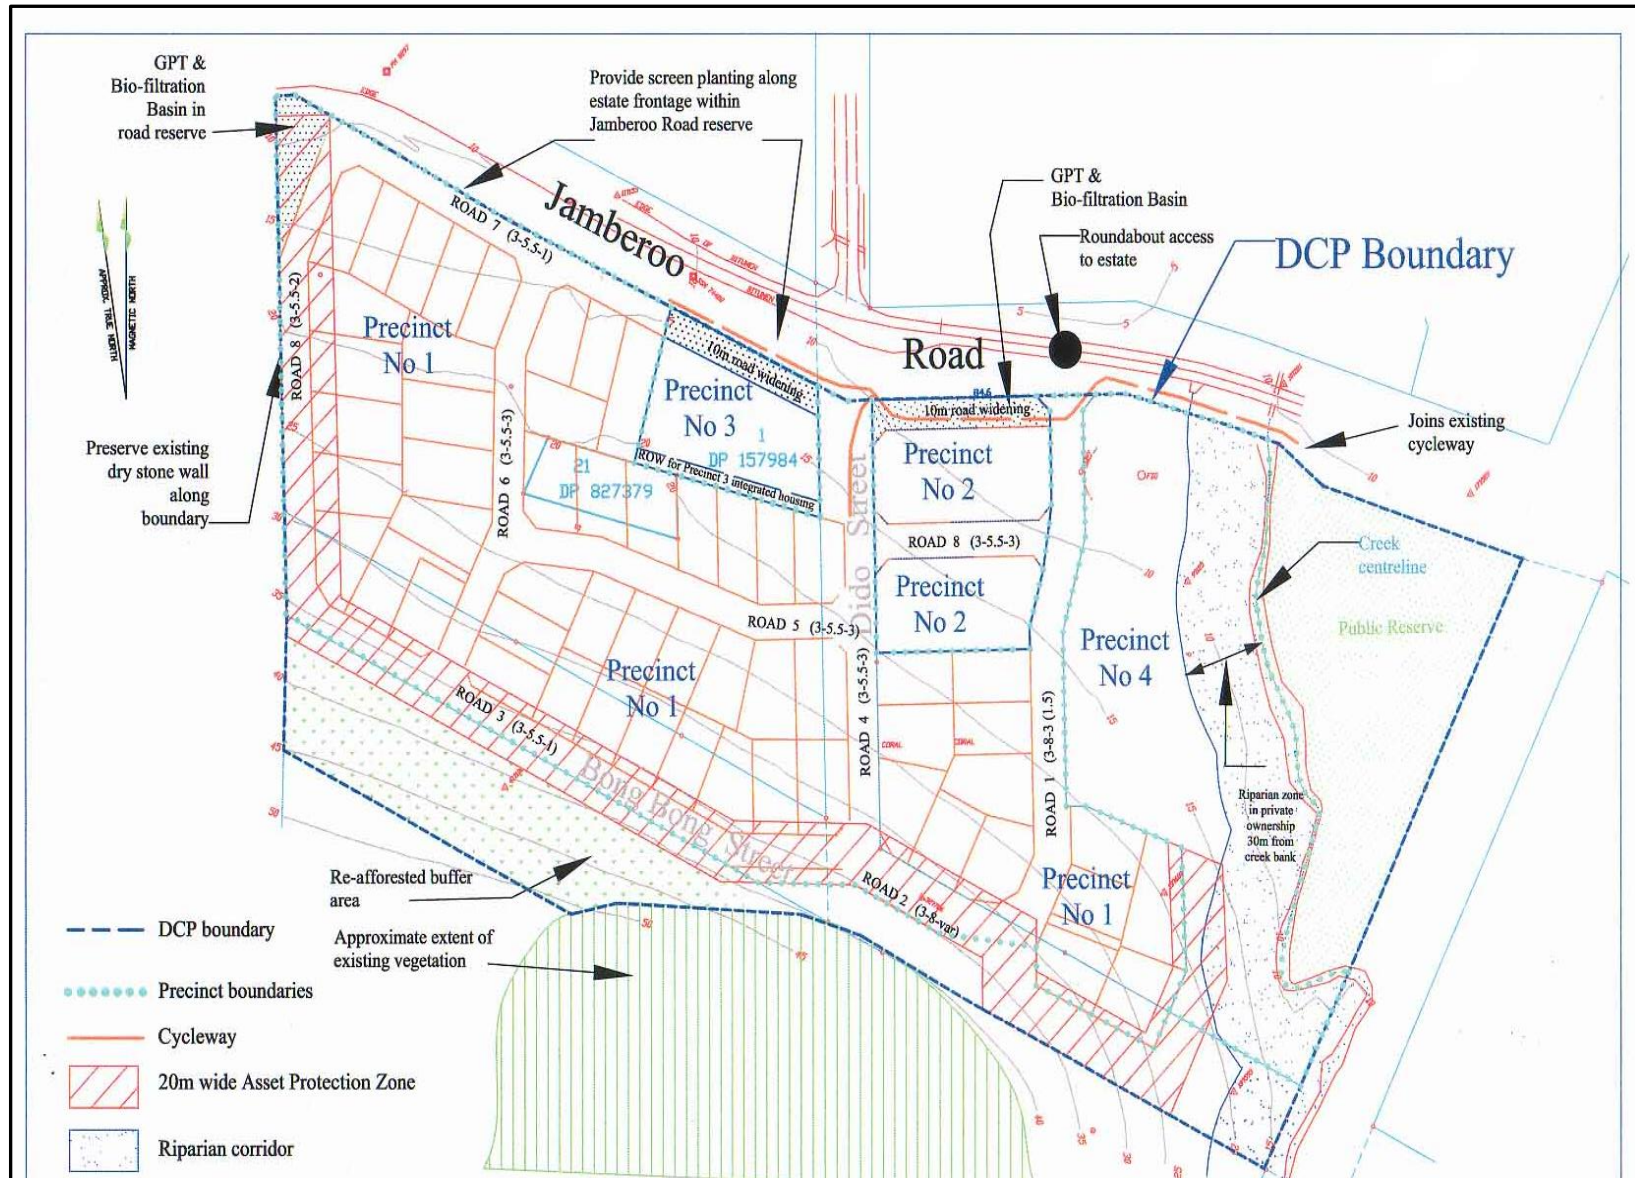 GPT &
Bio-filtration
Basin in
road reserve
Provide screen planting along
estate frontage within
Jamberoo Road reserve
GPT &
Bio-filtration Basin
Roundabout access
to estate
DCP Boundary
Jamberoo
Road
APPROX. TRUE NORTH
MAGNETIC NORTH
ROAD 7 (3-5.5-1)
ROAD 8 (3-5.5-2)
Precinct
No 1
10m road widening
Precinct
No 3
1
DP 157984
ROW for Precinct 3 integrated housing
21
DP 827379
ROAD 6 (3-5.5-3)
10m road widening
Precinct
No 2
ROAD 8 (3-5.5-3)
Precinct
No 2
Dido Street
Joins existing
cycleway
Preserve existing
dry stone wall
along
boundary
Creek
centreline
Public Reserve
ROAD 5 (3-5.5-3)
Precinct
No 4
Precinct
No 1
ROAD 4 (3-5.5-3)
ROAD 1 (3-8-3 (1.5)
CORAL
CORAL
ROAD 3 (3-5.5-1)
Bong Bong Street
Riparian zone
in private
ownership
30m from
creek bank
ROAD 2 (3-8-var)
Precinct
No 1
Re-afforested buffer
area
Approximate extent of
existing vegetation
DCP boundary
Precinct boundaries
Cycleway
20m wide Asset Protection Zone
Riparian corridor